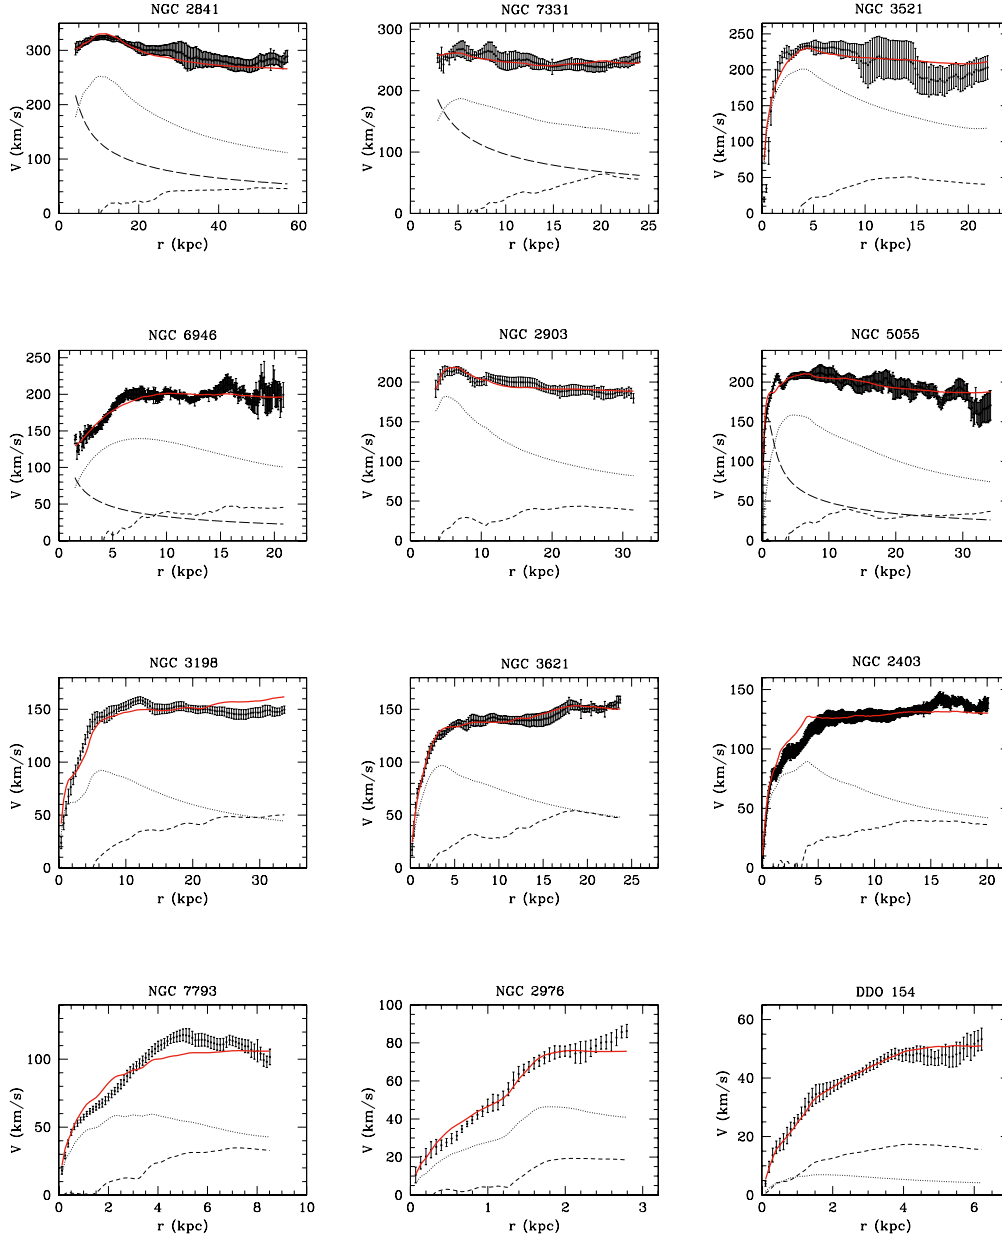 NGC 2841
300
200
100
0
V (km/s)
0 20 40 60
r (kpc)
NGC 7331
300
200
100
0
V (km/s)
0 5 10 15 20 25
r (kpc)
NGC 3521
250
200
150
100
50
0
V (km/s)
0 5 10 15 20
r (kpc)
NGC 6946
250
200
150
100
50
0
V (km/s)
0 5 10 15 20
r (kpc)
NGC 2903
200
150
100
50
0
V (km/s)
0 10 20 30
r (kpc)
NGC 5055
200
150
100
50
0
V (km/s)
0 10 20 30
r (kpc)
NGC 3198
150
100
50
0
V (km/s)
0 10 20 30
r (kpc)
NGC 3621
150
100
50
0
V (km/s)
0 5 10 15 20 25
r (kpc)
NGC 2403
150
100
50
0
V (km/s)
0 5 10 15 20
r (kpc)
NGC 7793
100
50
0
V (km/s)
0 2 4 6 8 10
r (kpc)
NGC 2976
100
80
60
40
20
0
V (km/s)
0 1 2 3
r (kpc)
DDO 154
60
40
20
0
V (km/s)
0 2 4 6
r (kpc)